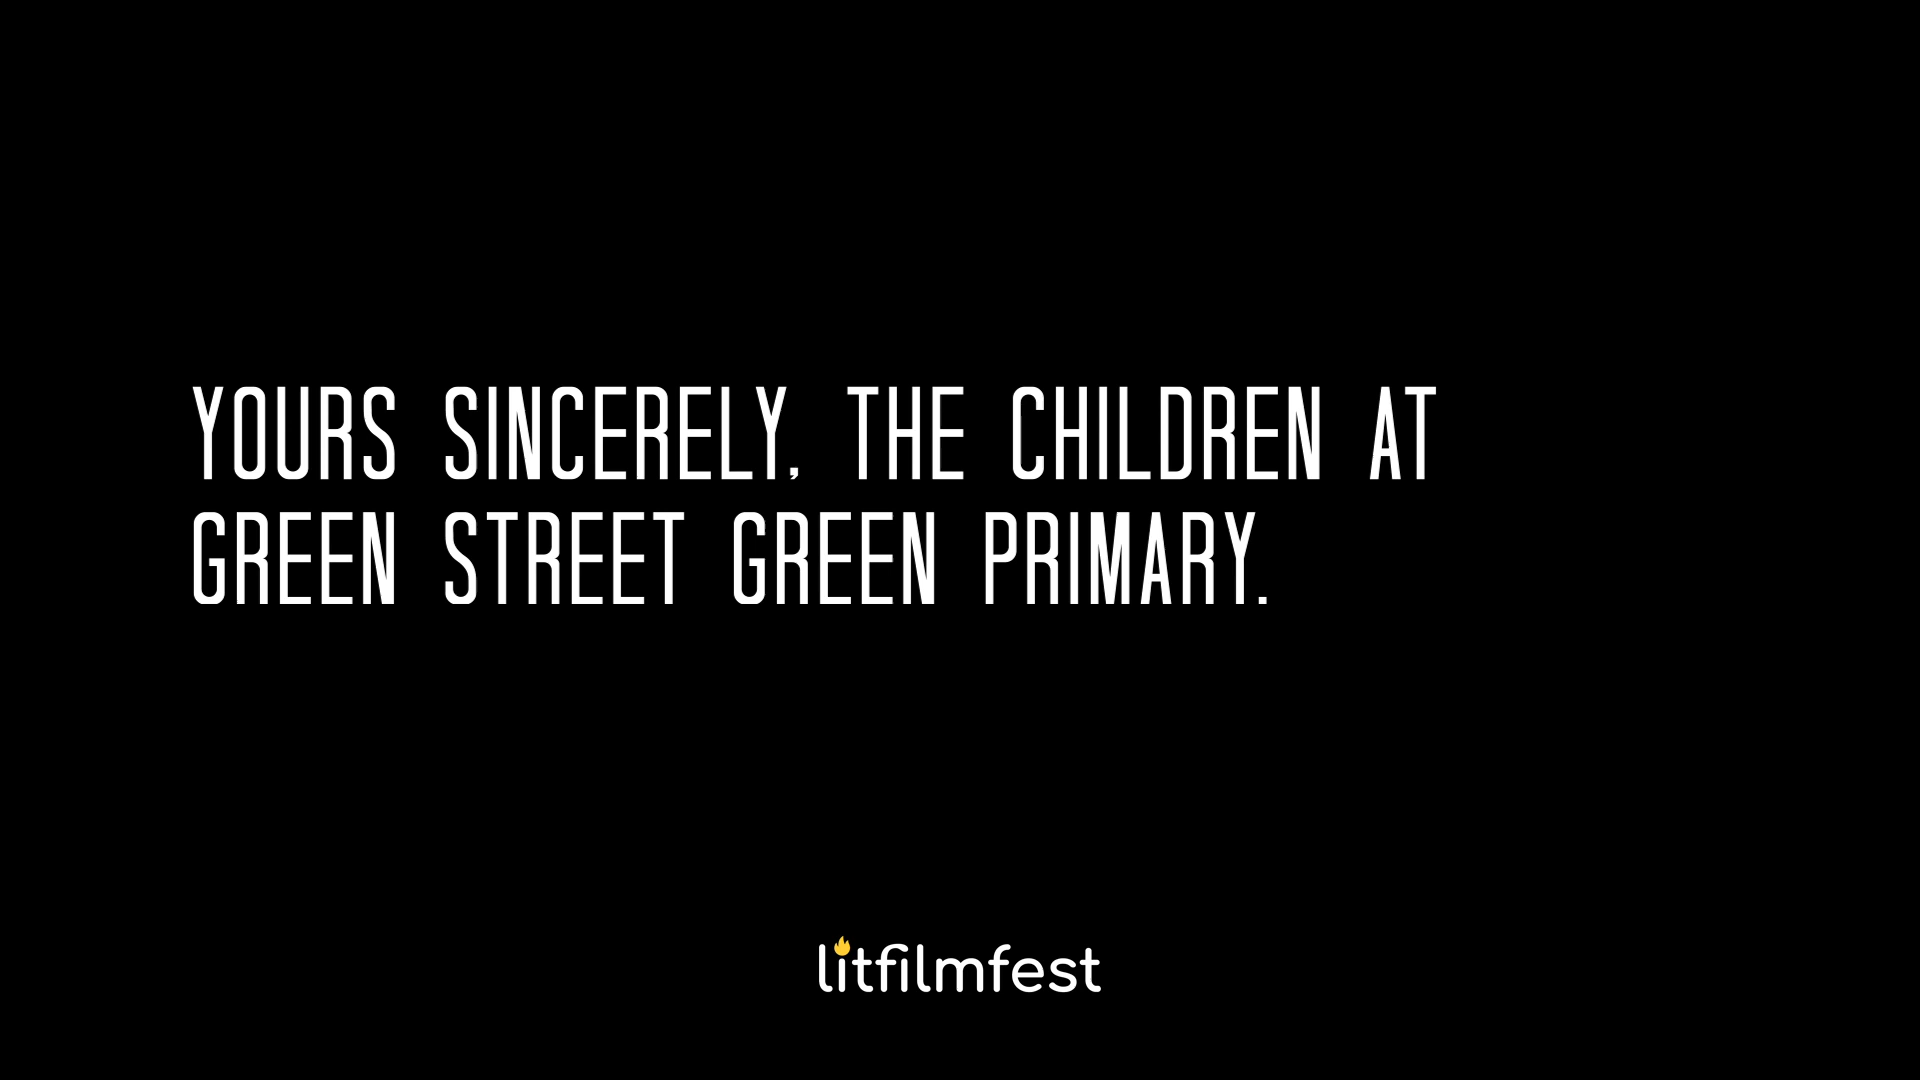 YOURS SINCERELY, THE CHILDREN AT
GREEN STREET GREEN PRIMARY.
litfilmfest